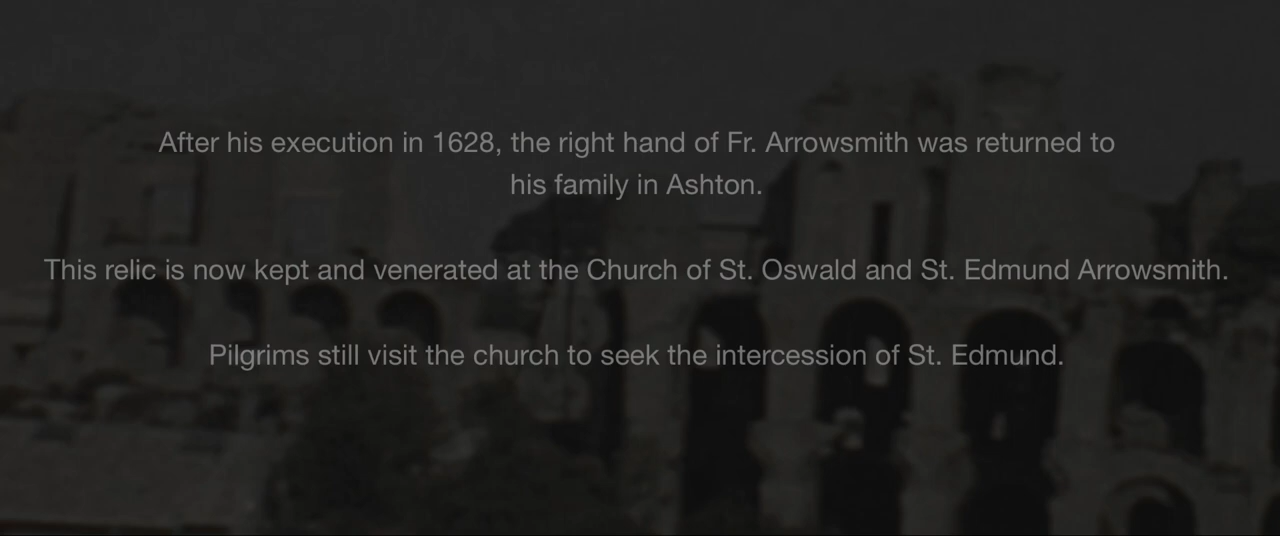 After his execution in 1628, the right hand of Fr. Arrowsmith was returned to
his family in Ashton.
This relic is now kept and venerated at the Church of St. Oswald and St. Edmund Arrowsmith.
Pilgrims still visit the church to seek the intercession of St. Edmund.